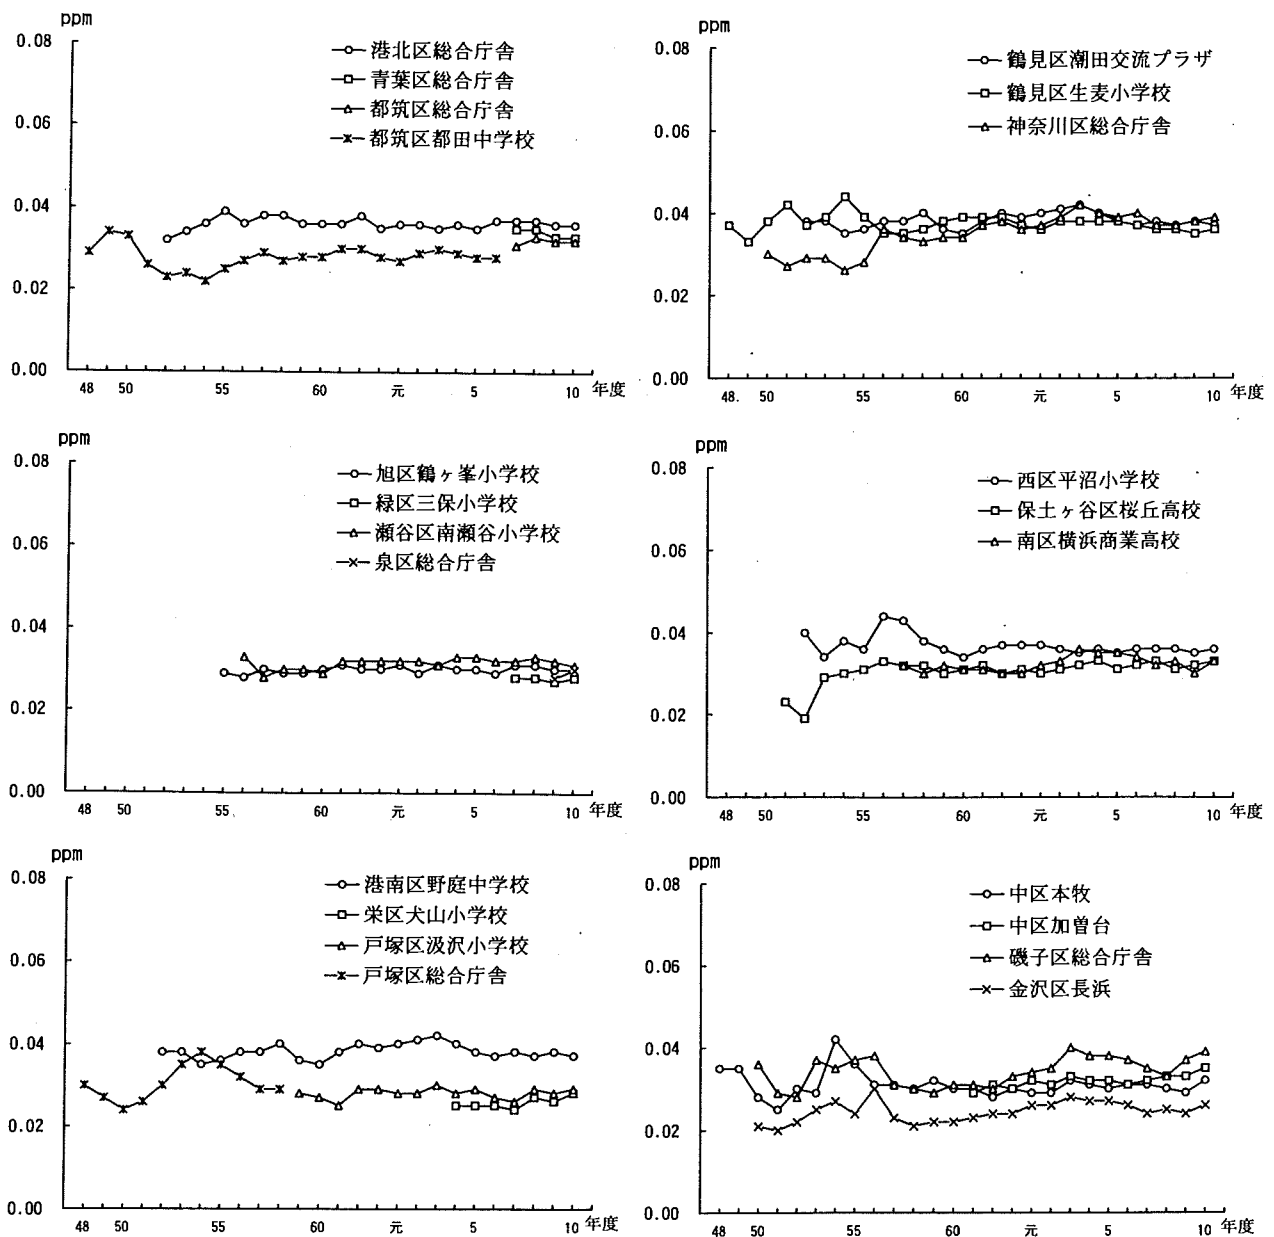 ppm
0.08
0.06
0.04
0.02
0.00
港北区総合庁舎
青葉区総合庁舎
都筑区総合庁舎
都筑区都田中学校
48 50 55 60 元 5 10 年度
ppm
0.08
0.06
0.04
0.02
0.00
鶴見区潮田交流プラザ
鶴見区生麦小学校
神奈川区総合庁舎
48. 50 55 60 元 5 10 年度
ppm
0.08
0.06
0.04
0.02
0.00
旭区鶴ヶ峯小学校
緑区三保小学校
瀬谷区南瀬谷小学校
泉区総合庁舎
48 50 55 60 元 5 10 年度
ppm
0.08
0.06
0.04
0.02
0.00
西区平沼小学校
保土ヶ谷区桜丘高校
南区横浜商業高校
48 50 60 元 5 10 年度
ppm
0.08
0.06
0.04
0.02
0.00
港南区野庭中学校
栄区犬山小学校
戸塚区汲沢小学校
戸塚区総合庁舎
48 50 60 元 5 10 年度
ppm
0.08
0.06
0.04
0.02
0.00
中区本牧
中区加曽台
磯子区総合庁舎
金沢区長浜
48 50 55 60 元 5 10 年度